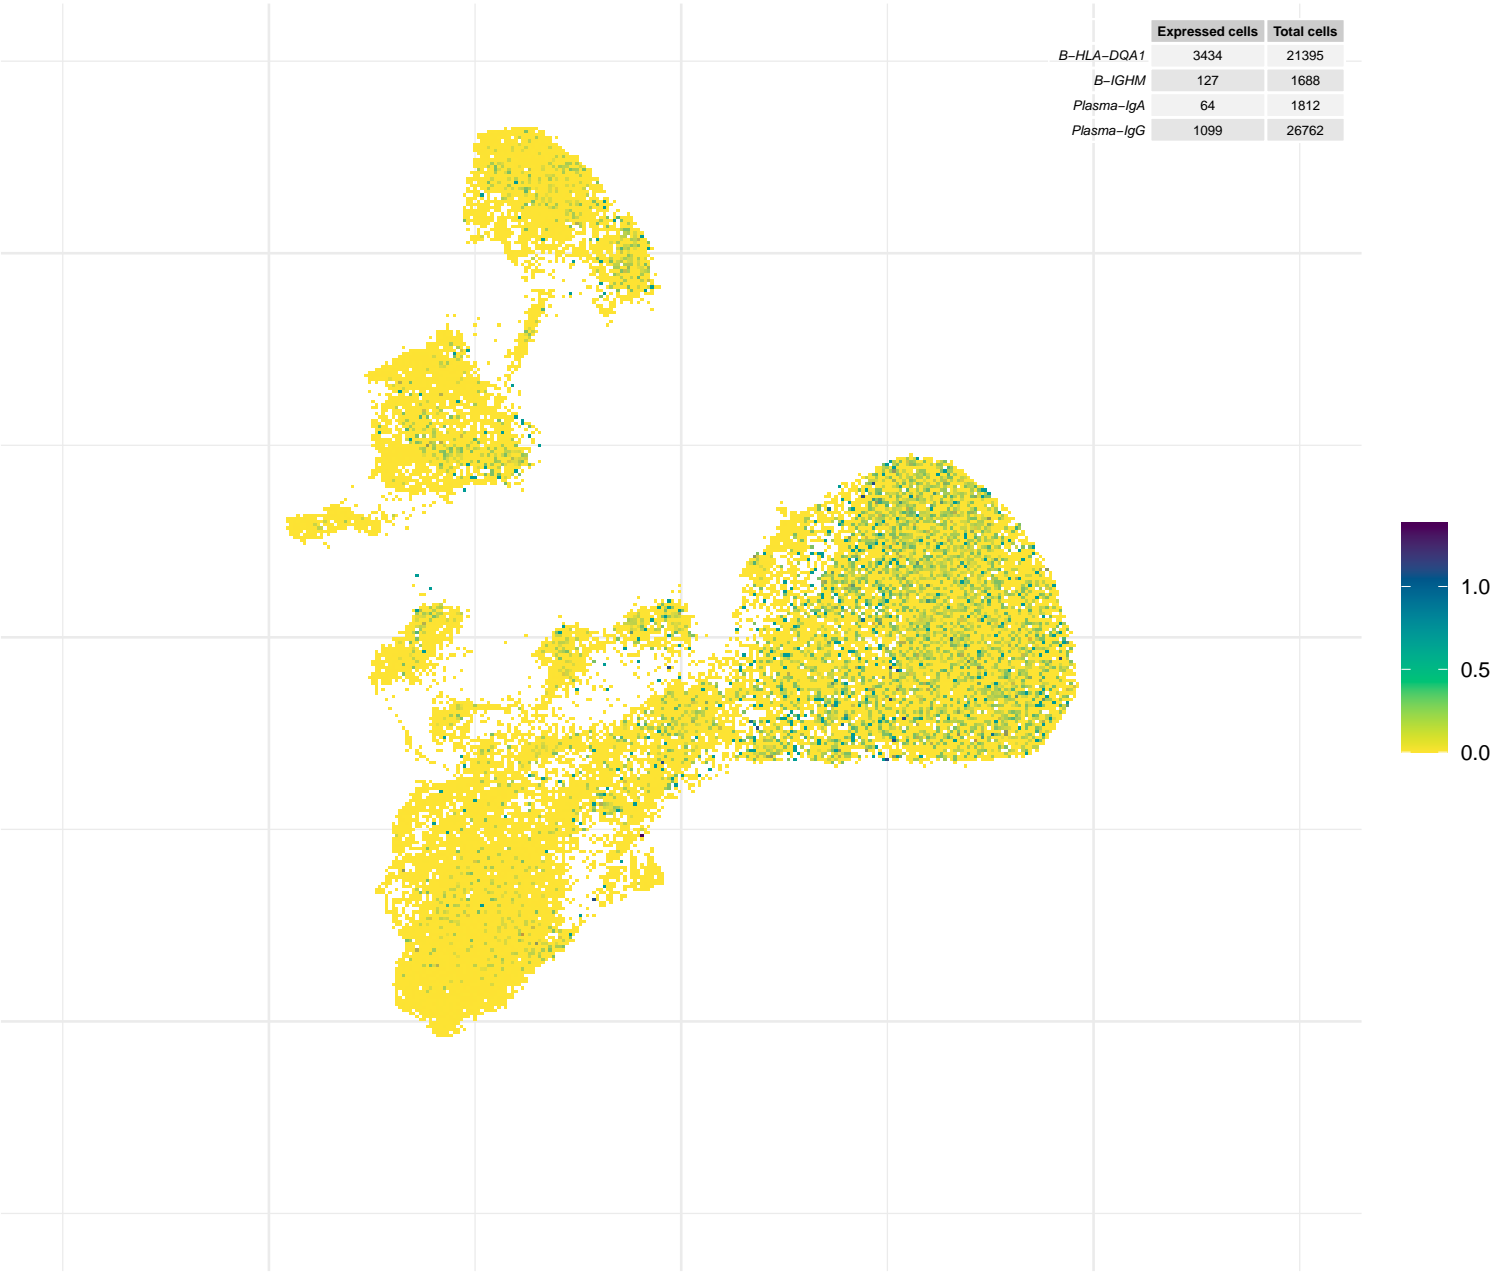 Expressed cells Total cells
B−HLA−DQA1 3434 21395
B−IGHM 127 1688
Plasma−IgA 64 1812
Plasma−IgG 1099 26762
1.0
0.5
0.0